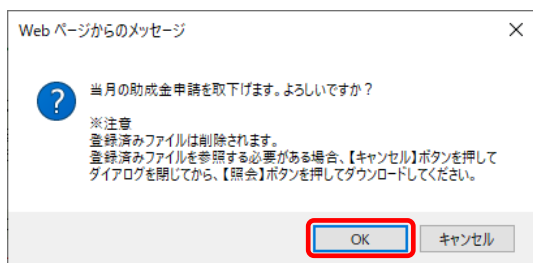 Web ページからのメッセージ
当月の助成金申請を取下げます。よろしいですか？
※注意
登録済みファイルは削除されます。
登録済みファイルを参照する必要がある場合、【キャンセル】ボタンを押して
ダイアログを閉じてから、【照会】ボタンを押してダウンロードしてください。
OK
キャンセル